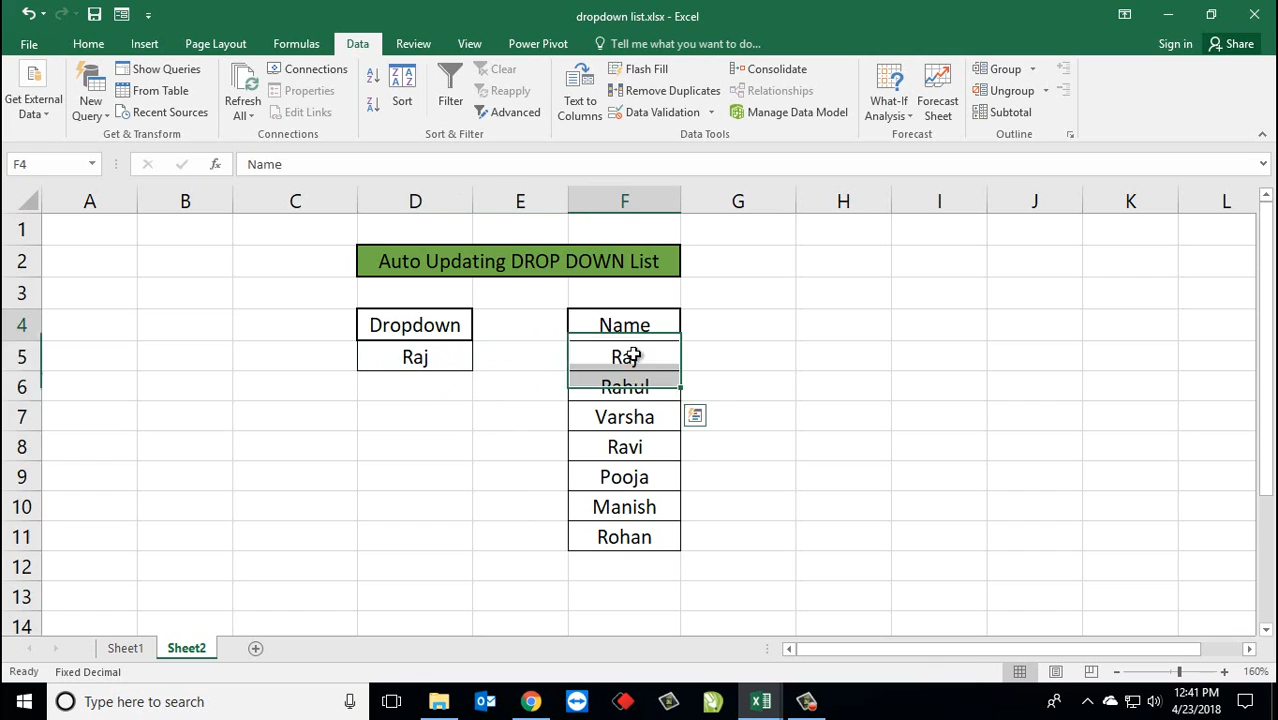 dropdown list.xlsx - Excel
File Home Insert Page Layout Formulas Data Review View Power Pivot Tell me what you want to do... Sign in Share
Get External Data
New Query
Show Queries
From Table
Recent Sources
Get & Transform
Refresh All
Connections
Properties
Edit Links
Connections
Sort
Filter
Clear
Reapply
Advanced
Sort & Filter
Text to Columns
Flash Fill
Remove Duplicates
Data Validation
Consolidate
Relationships
Manage Data Model
Data Tools
What-If Analysis
Forecast Sheet
Forecast
Group
Ungroup
Subtotal
Outline
F4 fx Name
A B C D E F G H I J K L
1
2 Auto Updating DROP DOWN List
3
4 Dropdown Name
5 Raj Raj
6 Rahul
7 Varsha
8 Ravi
9 Pooja
10 Manish
11 Rohan
12
13
14
Sheet1 Sheet2
Ready Fixed Decimal 160%
Type here to search
12:41 PM
4/23/2018